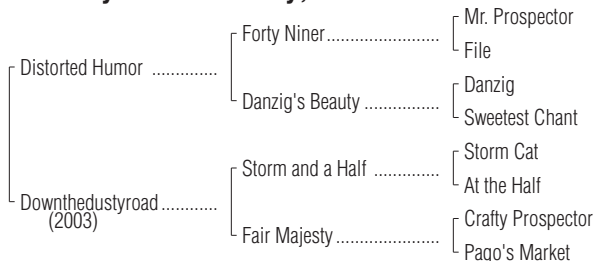 Mr. Prospector
Forty Niner......................
File
Distorted Humor .............
Danzig
Danzig's Beauty ...............
Sweetest Chant
Storm Cat
Storm and a Half .............
At the Half
Downthedustyroad...........
(2003)
Crafty Prospector
Fair Majesty.....................
Pago's Market